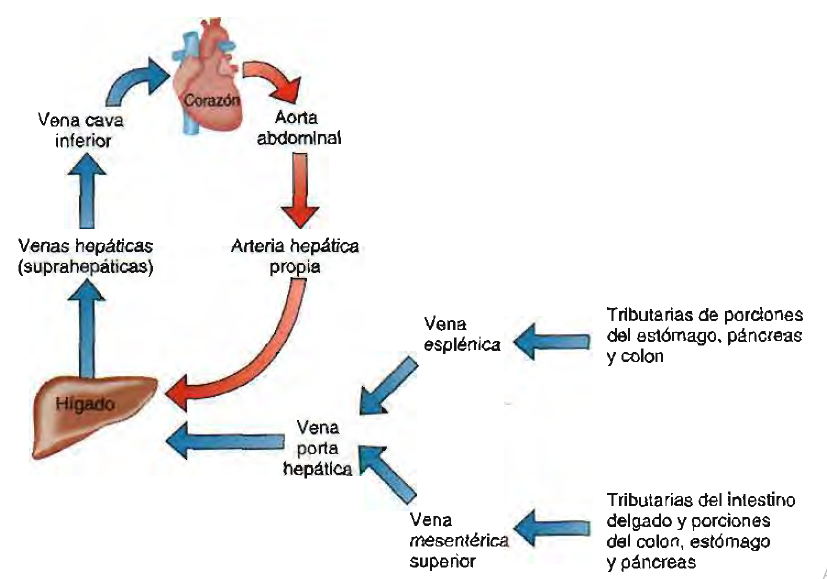 Corazón
Vena cava
inferior
Aorta
abdominal
Venas hepáticas
(suprahepáticas)
Arteria hepática
propia
Hígado
Vena
porta
hepática
Vena
esplénica
Tributarias de porciones
del estómago, páncreas
y colon
Vena
mesentérica
superior
Tributarias del intestino
delgado y porciones
del colon, estómago
y páncreas